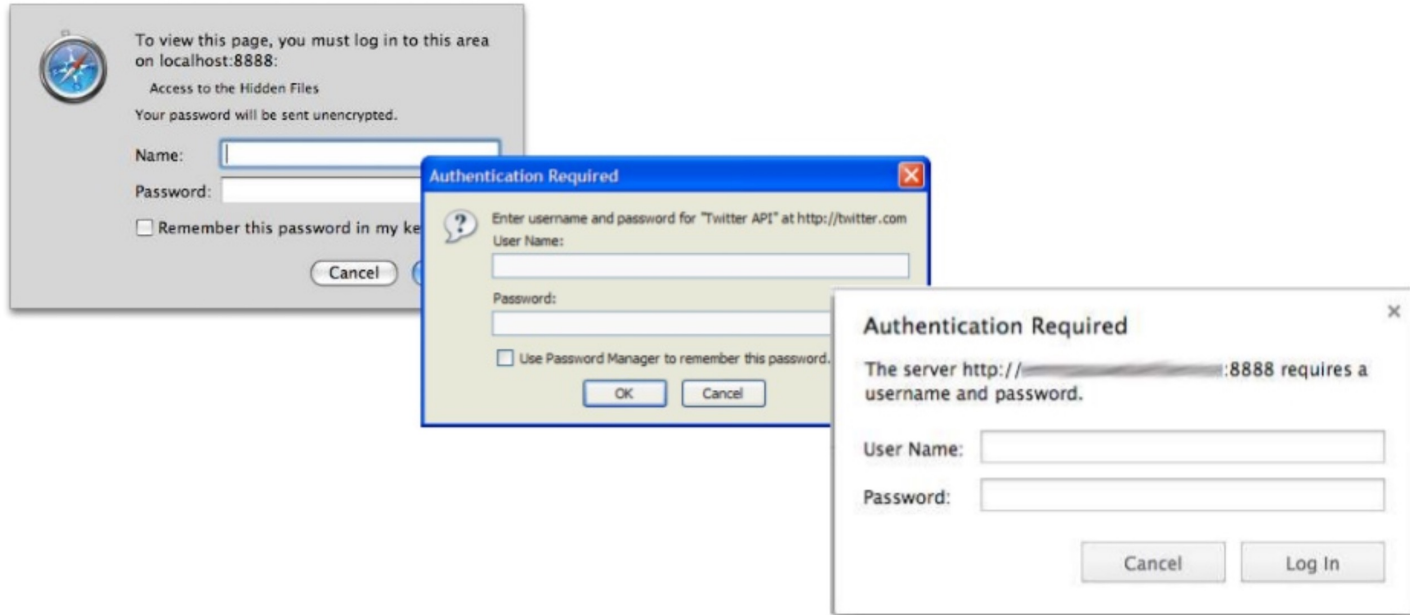 To view this page, you must log in to this area
on localhost:8888:
Access to the Hidden Files
Your password will be sent unencrypted.
Name:
Password:
Remember this password in my ke
Cancel
Authentication Required
Enter username and password for "Twitter API" at http://twitter.com
User Name:
Password:
Use Password Manager to remember this password.
OK Cancel
Authentication Required
The server http:// :8888 requires a
username and password.
User Name:
Password:
Cancel Log In